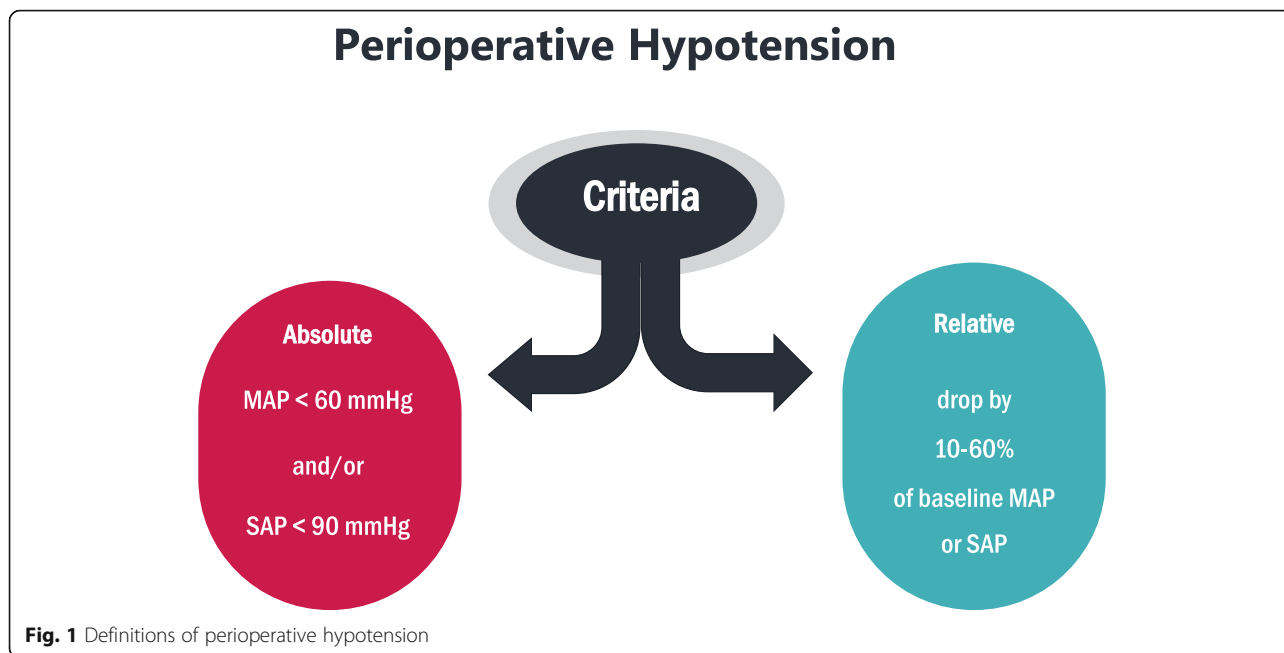 Perioperative Hypotension
Criteria
Absolute
MAP < 60 mmHg
and/or
SAP < 90 mmHg
Relative
drop by
10-60%
of baseline MAP
or SAP
Fig. 1 Definitions of perioperative hypotension